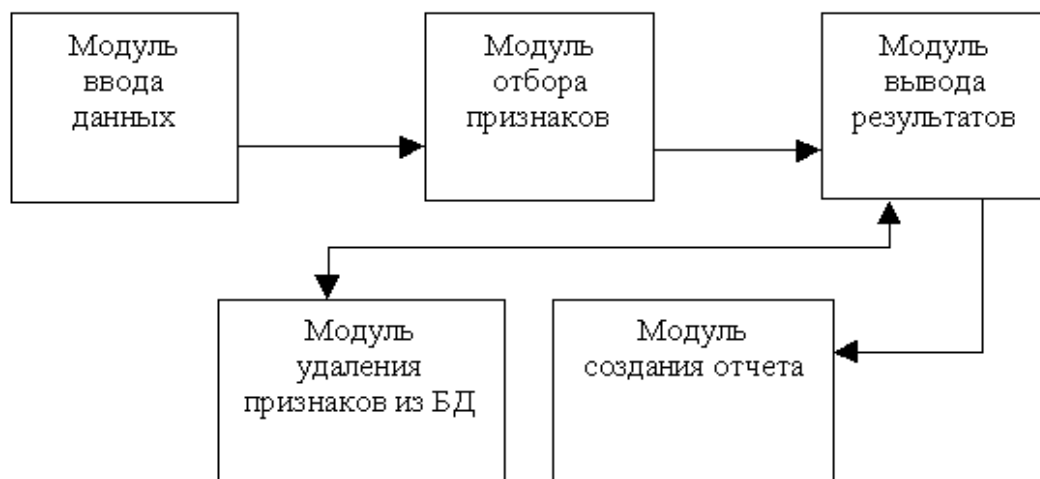 Модуль
ввода
данных
Модуль
отбора
признаков
Модуль
вывода
результатов
Модуль
удаления
признаков из БД
Модуль
создания отчета